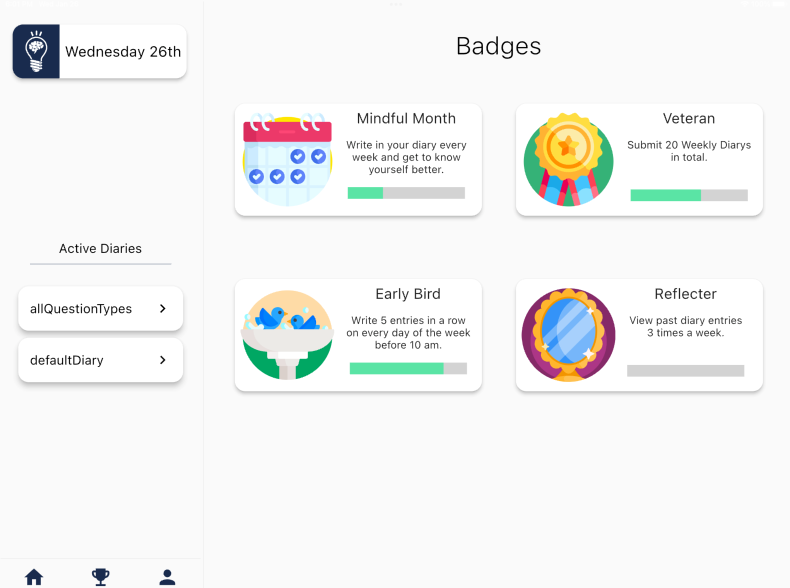 Wednesday 26th
Active Diaries
allQuestionTypes
defaultDiary
Badges
Mindful Month
Write in your diary every
week and get to know
yourself better.
Veteran
Submit 20 Weekly Diarys
in total.
Early Bird
Write 5 entries in a row
on every day of the week
before 10 am.
Reflecter
View past diary entries
3 times a week.